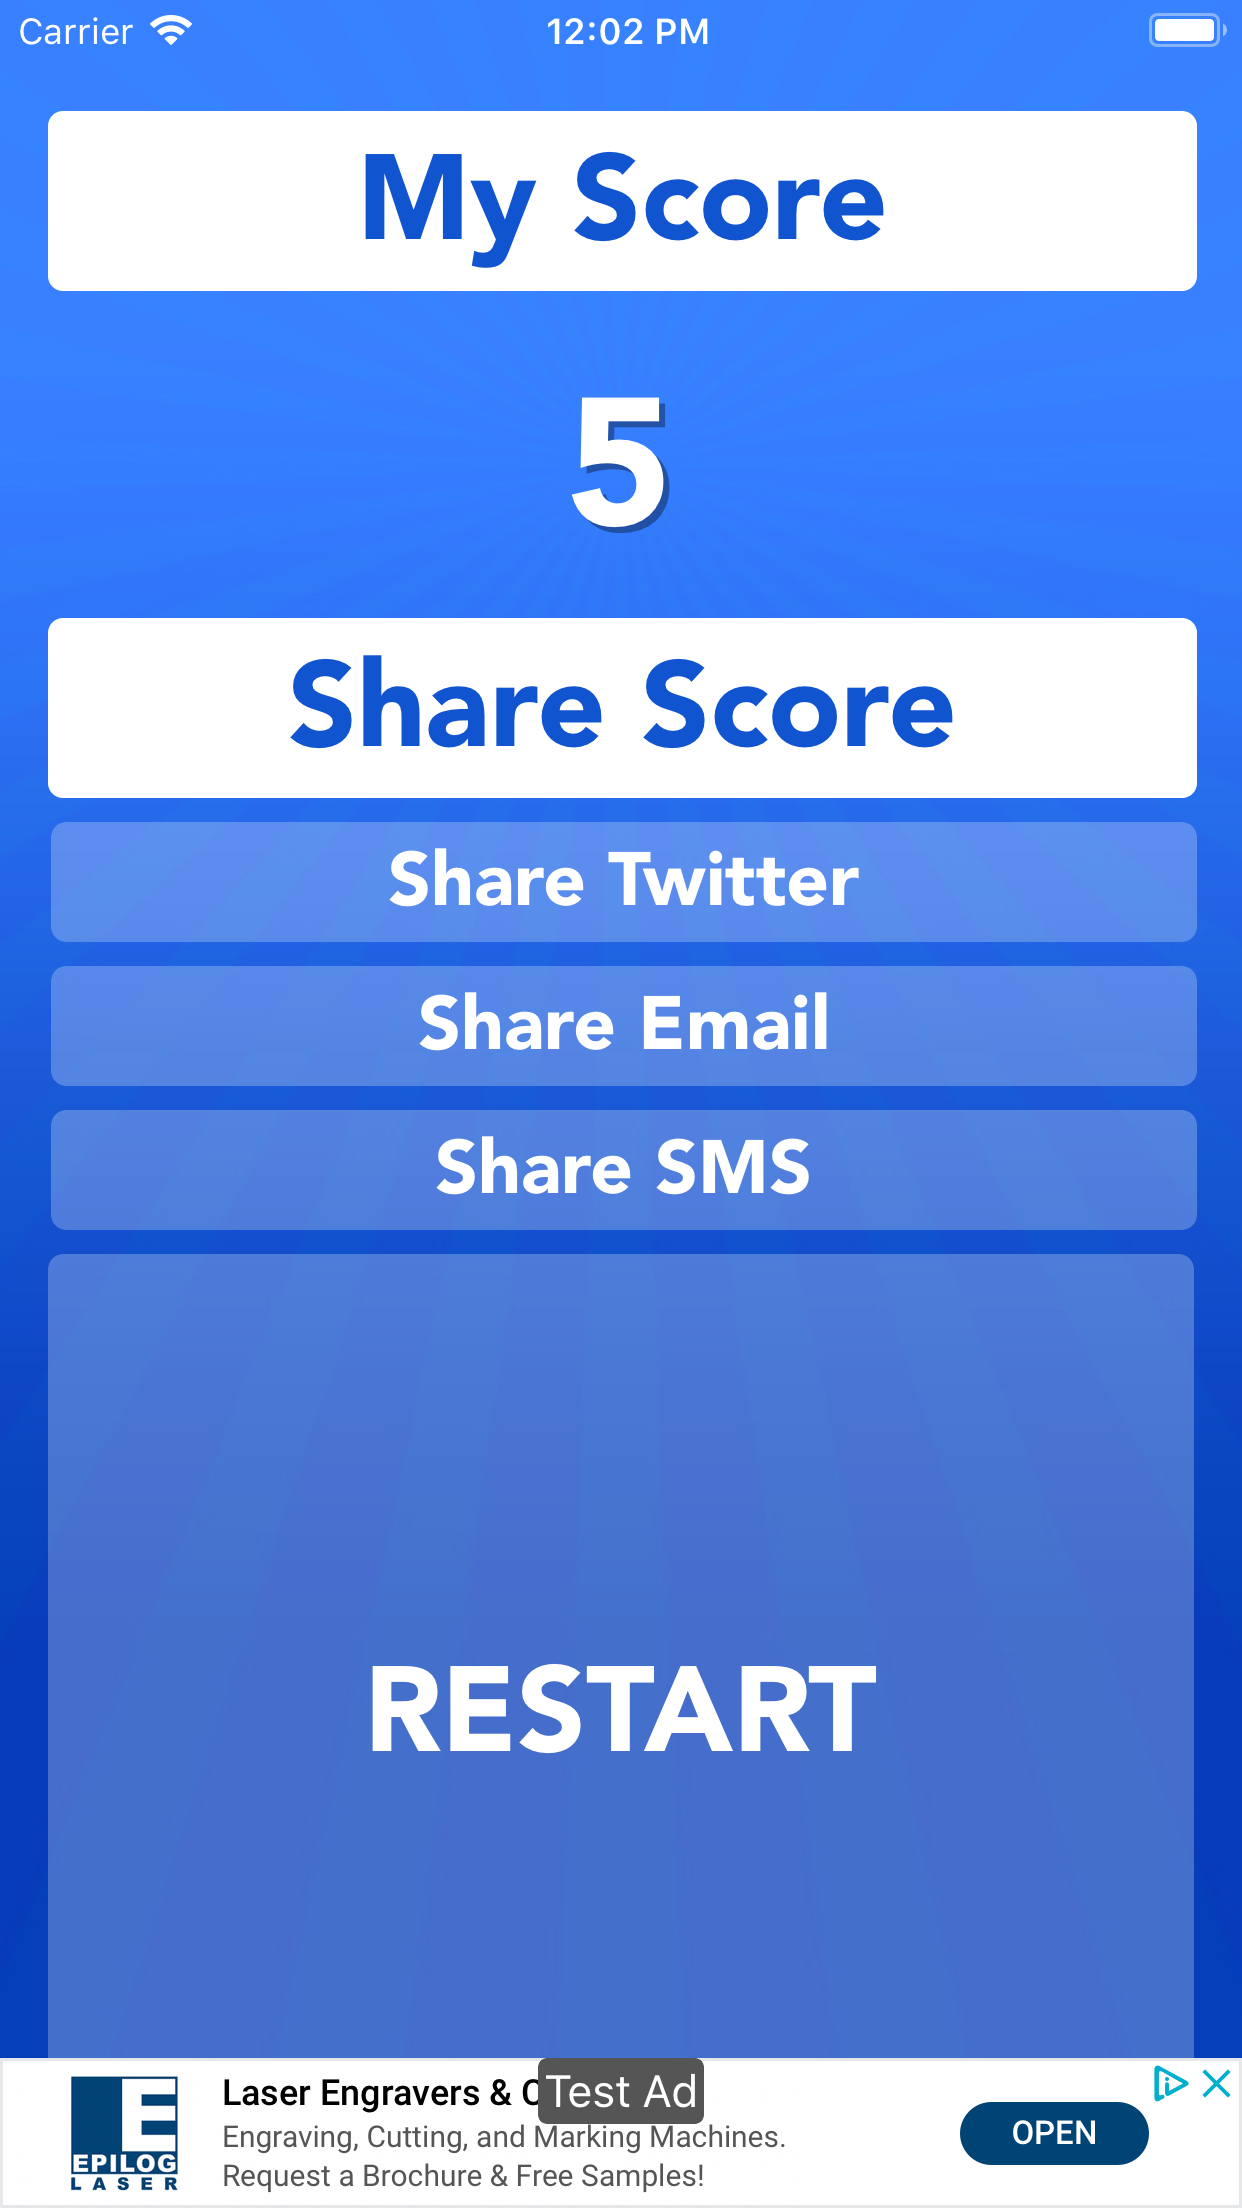 Carrier 12:02 PM
My Score
5
Share Score
Share Twitter
Share Email
Share SMS
RESTART
Test Ad
Laser Engravers &
Engraving, Cutting, and Marking Machines.
Request a Brochure & Free Samples!
OPEN
E
EPILOG
LASER